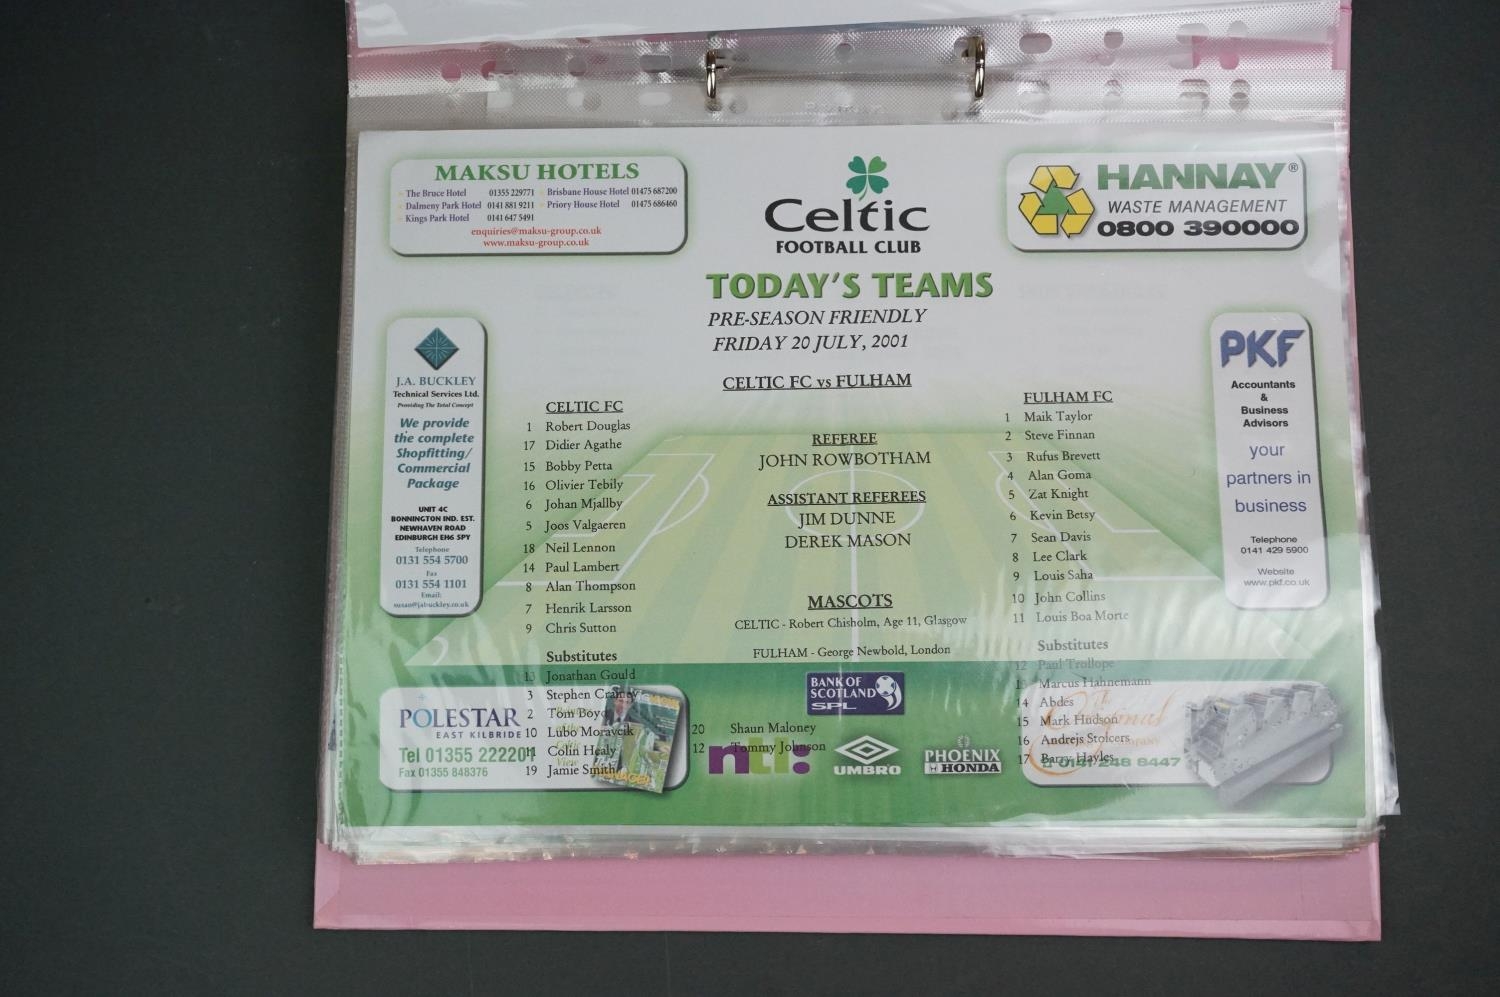 MAKSU HOTELS
The Bruce Hotel 01355 229771 Brisbane House Hotel 01475 687200
Dalmeny Park Hotel 0141 881 9211 Priory House Hotel 01475 686460
Kings Park Hotel 0141 647 5491
enquiries@maksu-group.co.uk
www.maksu-group.co.uk
Celtic
FOOTBALL CLUB
HANNAY®
WASTE MANAGEMENT
0800 390000
TODAY'S TEAMS
PRE-SEASON FRIENDLY
FRIDAY 20 JULY, 2001
CELTIC FC vs FULHAM
J.A. BUCKLEY
Technical Services Ltd.
Providing The Total Concept
We provide
the complete
Shopfitting/
Commercial
Package
UNIT 4C
BONNINGTON IND. EST.
NEWHAVEN ROAD
EDINBURGH EH6 5PY
Telephone
0131 554 5700
Fax
0131 554 1101
Email:
susan@jabuckley.co.uk
CELTIC FC
1 Robert Douglas
17 Didier Agathe
15 Bobby Petta
16 Olivier Tebily
6 Johan Mjallby
5 Joos Valgaeren
18 Neil Lennon
14 Paul Lambert
8 Alan Thompson
7 Henrik Larsson
9 Chris Sutton
Substitutes
13 Jonathan Gould
3 Stephen Crainey
2 Tom Boyd
10 Lubo Moravcik
11 Colin Healy
19 Jamie Smith
20 Shaun Maloney
12 Tommy Johnson
REFEREE
JOHN ROWBOTHAM
ASSISTANT REFEREES
JIM DUNNE
DEREK MASON
MASCOTS
CELTIC - Robert Chisholm, Age 11, Glasgow
FULHAM - George Newbold, London
FULHAM FC
1 Maik Taylor
2 Steve Finnan
3 Rufus Brevett
4 Alan Goma
5 Zat Knight
6 Kevin Betsy
7 Sean Davis
8 Lee Clark
9 Louis Saha
10 John Collins
11 Louis Boa Morte
Substitutes
12 Paul Trollope
13 Marcus Hahnemann
14 Abdes
15 Mark Hudson
16 Andrejs Stolcers
17 Barry Hayles
PKF
Accountants
&
Business
Advisors
your
partners in
business
Telephone
0141 429 5900
Website
www.pkf.co.uk
POLESTAR
EAST KILBRIDE
Tel 01355 222201
Fax 01355 848376
BANK OF
SCOTLAND
SPL
ntl:
UMBRO
PHOENIX
HONDA
0141 248 8447